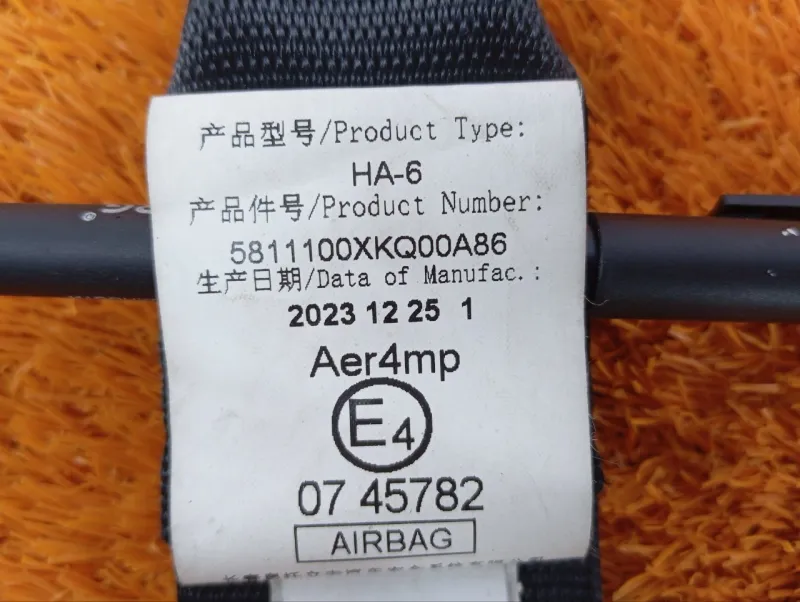 产品型号/Product Type:
HA-6
产品件号/Product Number:
5811100XKQ00A86
生产日期/Data of Manufac.:
2023 12 25 1
Aer4mp
E4
07 45782
AIRBAG